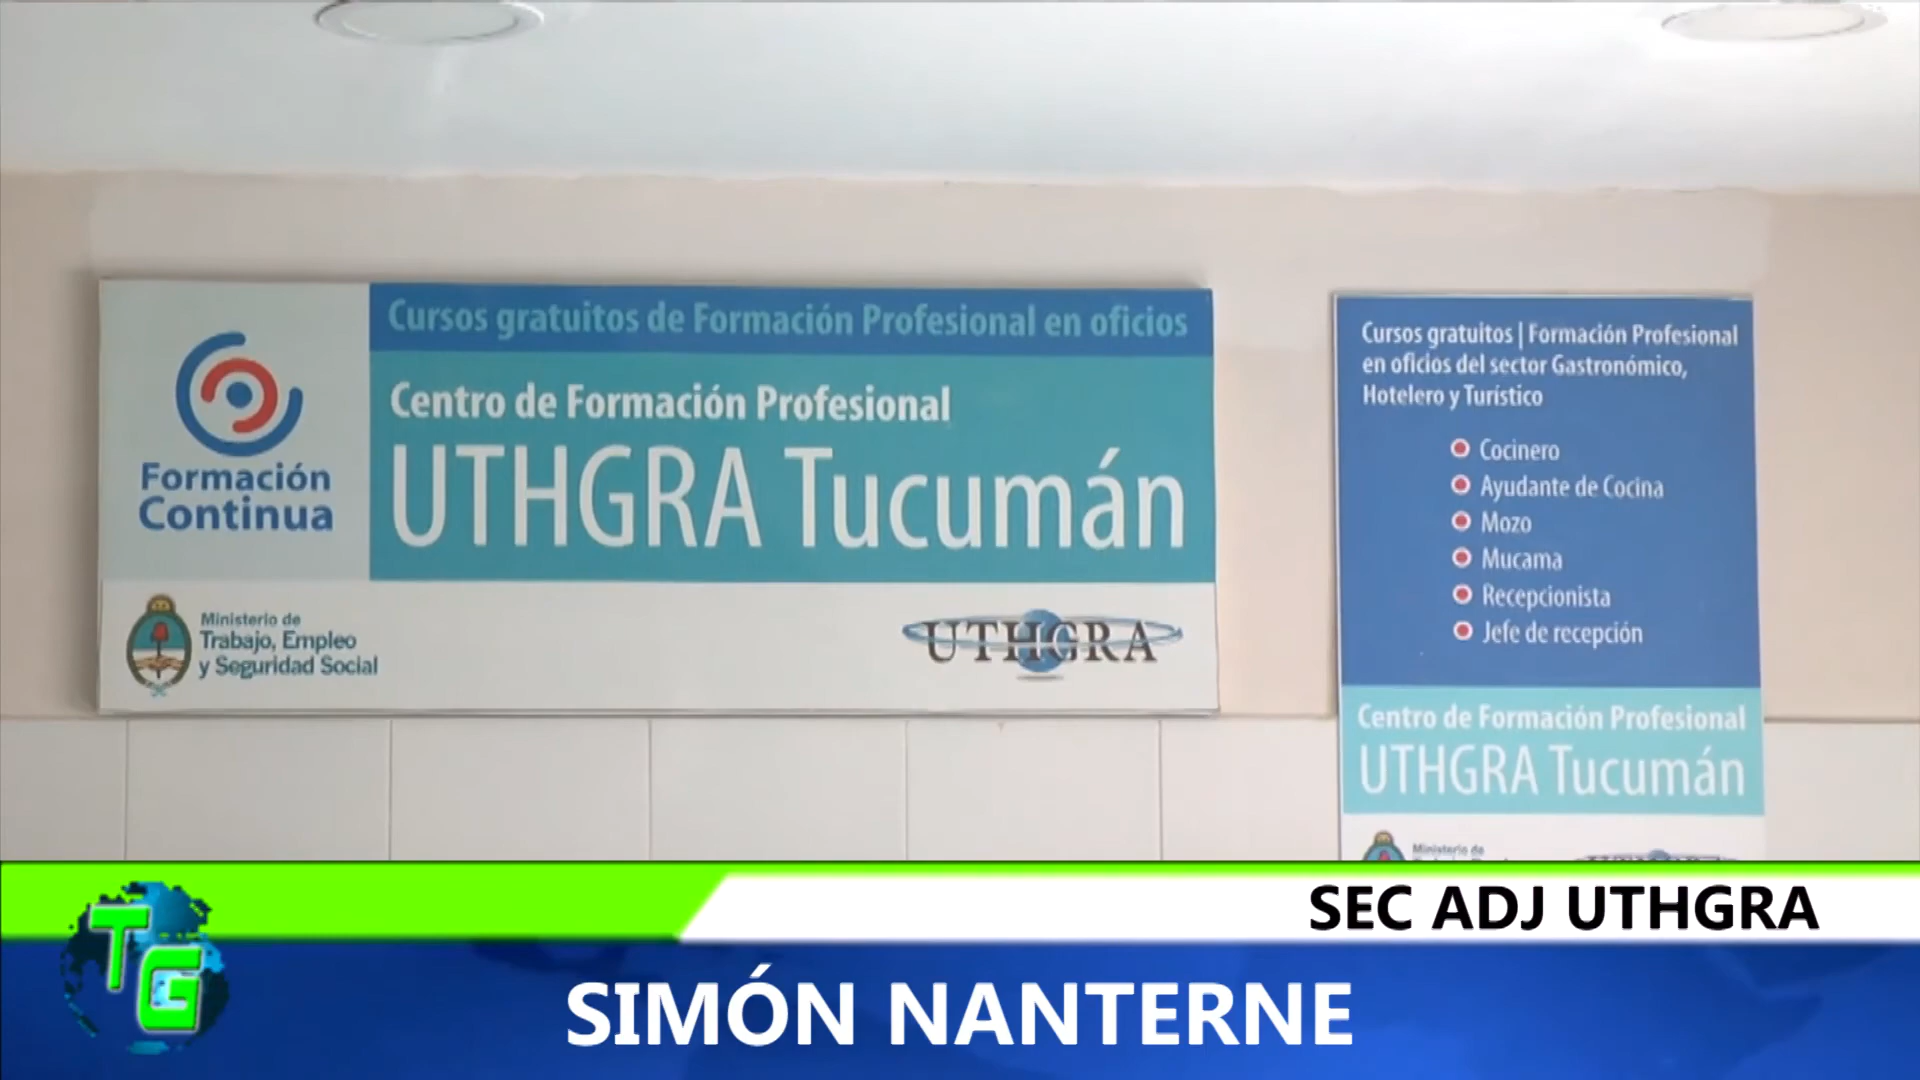 Cursos gratuitos de Formación Profesional en oficios
Centro de Formación Profesional
UTHGRA Tucumán
Formación
Continua
Ministerio de
Trabajo, Empleo
y Seguridad Social
UTHGRA
Cursos gratuitos | Formación Profesional
en oficios del sector Gastronómico,
Hotelero y Turístico
Cocinero
Ayudante de Cocina
Mozo
Mucama
Recepcionista
Jefe de recepción
Centro de Formación Profesional
UTHGRA Tucumán
Ministerio de
SEC ADJ UTHGRA
TG
SIMÓN NANTERNE